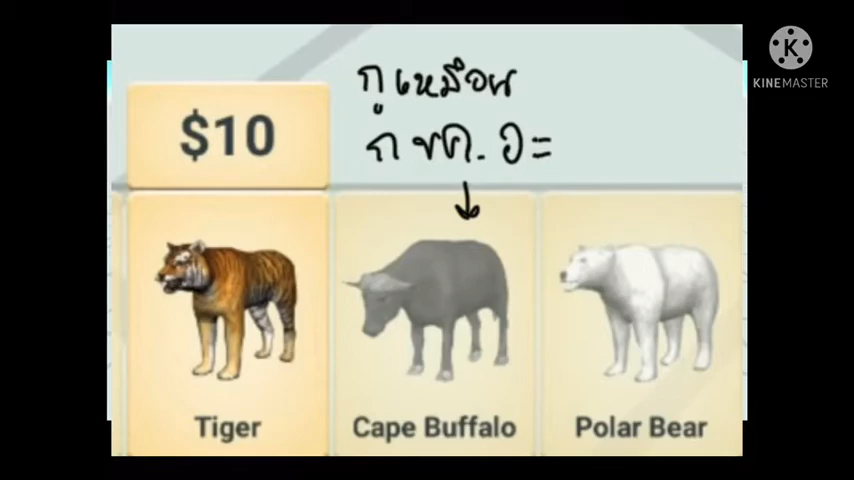 KINEMASTER
กูเหมือน
$10
ก ขค. อะ
Tiger
Cape Buffalo
Polar Bear